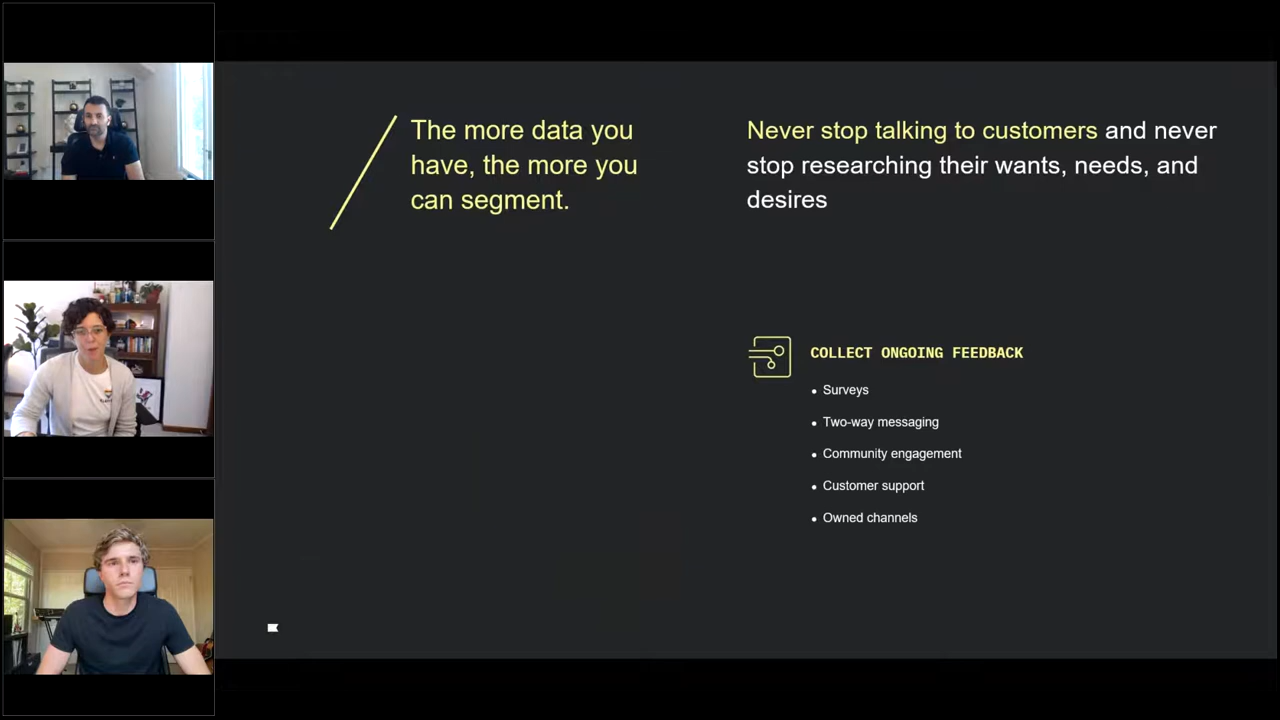 The more data you
have, the more you
can segment.
Never stop talking to customers and never
stop researching their wants, needs, and
desires
COLLECT ONGOING FEEDBACK
• Surveys
• Two-way messaging
• Community engagement
• Customer support
• Owned channels